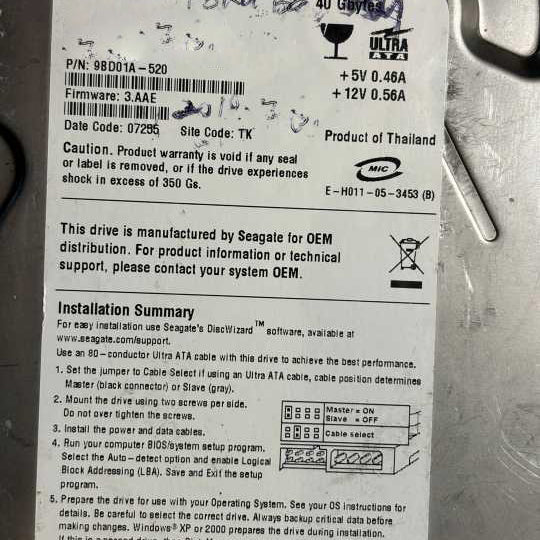 40 Gbytes
ULTRA
ATA
P/N: 9BD01A-520
+5V 0.46A
+12V 0.56A
Firmware: 3.AAE
Date Code: 07255 Site Code: TK
Product of Thailand
Caution. Product warranty is void if any seal
or label is removed, or if the drive experiences
shock in excess of 350 Gs.
MIC
E-H011-05-3453 (B)
This drive is manufactured by Seagate for OEM
distribution. For product information or technical
support, please contact your system OEM.
Installation Summary
For easy installation use Seagate's DiscWizard™ software, available at
www.seagate.com/support.
Use an 80-conductor Ultra ATA cable with this drive to achieve the best performance.
1. Set the jumper to Cable Select if using an Ultra ATA cable, cable position determines
Master (black connector) or Slave (gray).
2. Mount the drive using two screws per side.
Do not over tighten the screws.
Master = ON
Slave = OFF
Cable select
3. Install the power and data cables.
4. Run your computer BIOS/system setup program.
Select the Auto-detect option and enable Logical
Block Addressing (LBA). Save and Exit the setup
program.
5. Prepare the drive for use with your Operating System. See your OS instructions for
details. Be careful to select the correct drive. Always backup critical data before
making changes. Windows® XP or 2000 prepares the drive during installation.
If this is a second drive,